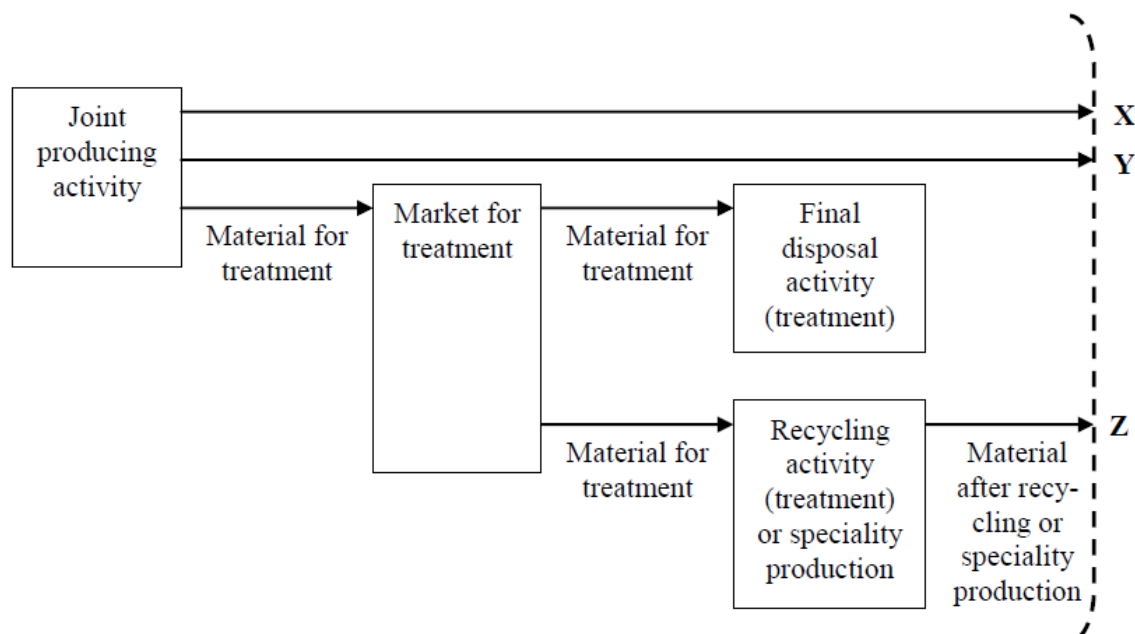 Joint
producing
activity
X
Y
Material for
treatment
Market for
treatment
Material for
treatment
Final
disposal
activity
(treatment)
Material for
treatment
Recycling
activity
(treatment)
or speciality
production
Z
Material
after recy-
cling or
speciality
production